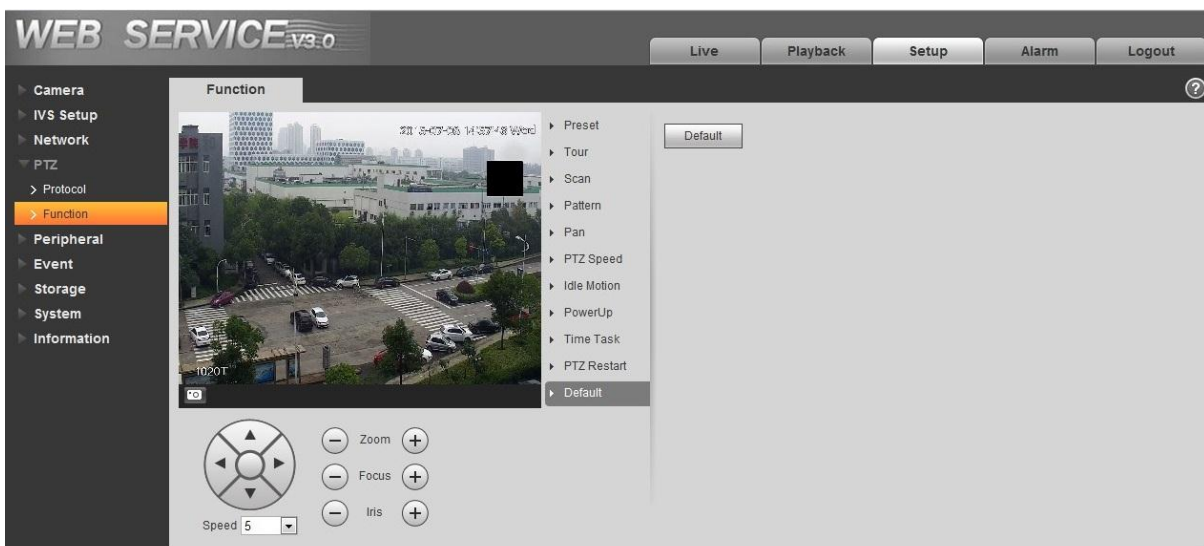 WEB SERVICE V3.0
Live
Playback
Setup
Alarm
Logout
Camera
IVS Setup
Network
PTZ
Protocol
Function
Peripheral
Event
Storage
System
Information
Function
?
Wed
1020T
Preset
Tour
Scan
Pattern
Pan
PTZ Speed
Idle Motion
PowerUp
Time Task
PTZ Restart
Default
Default
Zoom
Focus
Iris
Speed 5